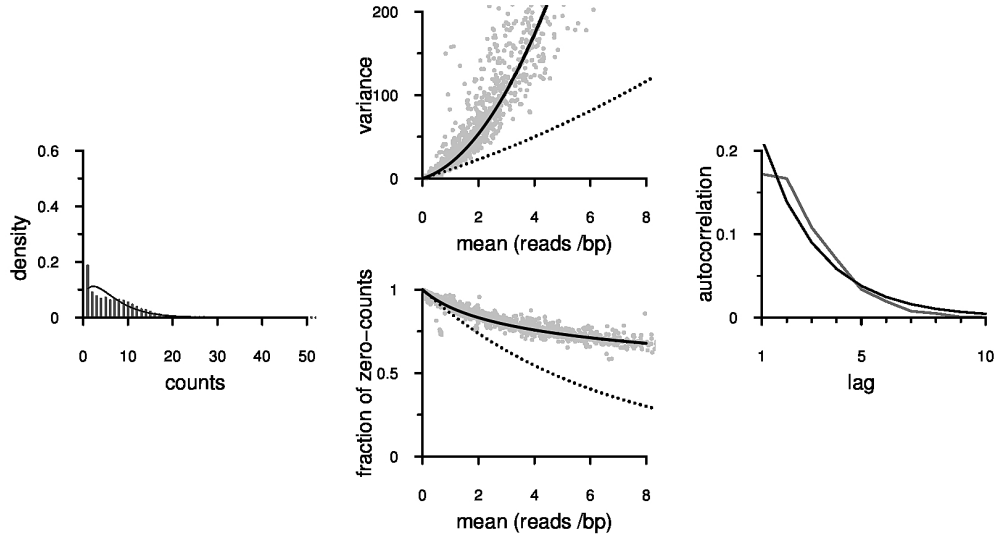 0.6
0.4
0.2
0
density
0 10 20 30 40 50
counts
200
100
0
variance
0 2 4 6 8
mean (reads /bp)
1
0.5
0
fraction of zero−counts
0 2 4 6 8
mean (reads /bp)
0.2
0.1
0
autocorrelation
1 5 10
lag